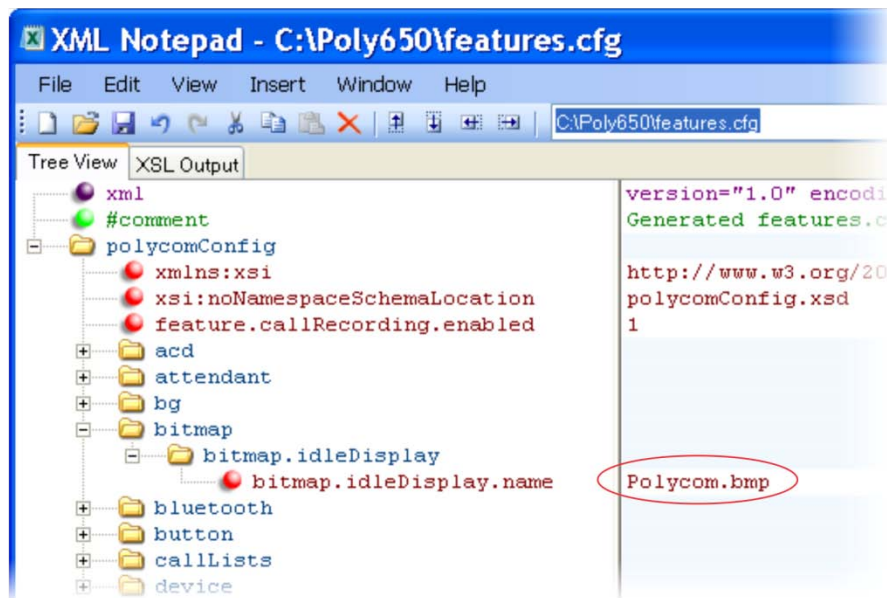 XML Notepad - C:\Poly650\features.cfg
File Edit View Insert Window Help
C:\Poly650\features.cfg
Tree View XSL Output
xml version="1.0" encodi
#comment Generated features.c
polycomConfig
xmlns:xsi http://www.w3.org/20
xsi:noNamespaceSchemaLocation polycomConfig.xsd
feature.callRecording.enabled 1
acd
attendant
bg
bitmap
bitmap.idleDisplay
bitmap.idleDisplay.name Polycom.bmp
bluetooth
button
callLists
device